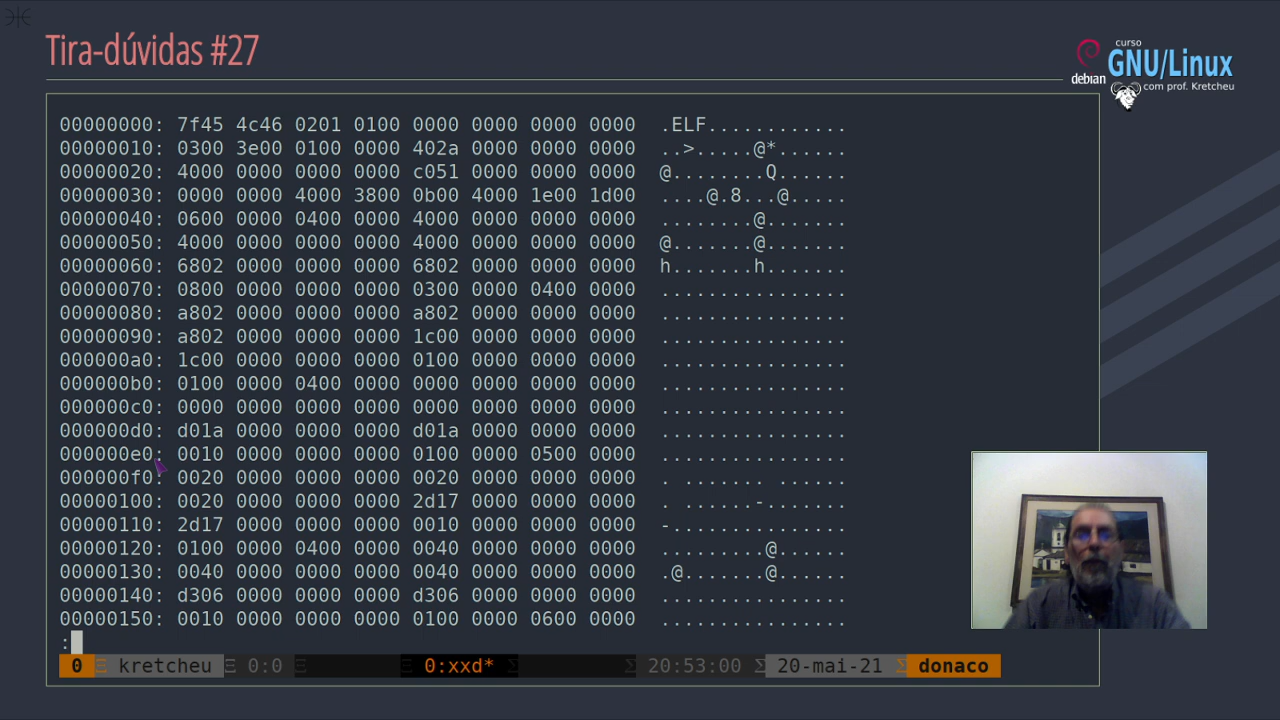 Tira-dúvidas #27
curso
GNU/Linux
debian
com prof. Kretcheu
00000000: 7f45 4c46 0201 0100 0000 0000 0000 0000 .ELF............
00000010: 0300 3e00 0100 0000 402a 0000 0000 0000 ..>.....@*......
00000020: 4000 0000 0000 0000 c051 0000 0000 0000 @........Q......
00000030: 0000 0000 4000 3800 0b00 4000 1e00 1d00 ....@.8...@.....
00000040: 0600 0000 0400 0000 4000 0000 0000 0000 ........@.......
00000050: 4000 0000 0000 0000 4000 0000 0000 0000 @.......@.......
00000060: 6802 0000 0000 0000 6802 0000 0000 0000 h.......h.......
00000070: 0800 0000 0000 0000 0300 0000 0400 0000 ................
00000080: a802 0000 0000 0000 a802 0000 0000 0000 ................
00000090: a802 0000 0000 0000 1c00 0000 0000 0000 ................
000000a0: 1c00 0000 0000 0000 0100 0000 0000 0000 ................
000000b0: 0100 0000 0400 0000 0000 0000 0000 0000 ................
000000c0: 0000 0000 0000 0000 0000 0000 0000 0000 ................
000000d0: d01a 0000 0000 0000 d01a 0000 0000 0000 ................
000000e0: 0010 0000 0000 0000 0100 0000 0500 0000 ................
000000f0: 0020 0000 0000 0000 0020 0000 0000 0000 . ....... ......
00000100: 0020 0000 0000 0000 2d17 0000 0000 0000 . ......-.......
00000110: 2d17 0000 0000 0000 0010 0000 0000 0000 -...............
00000120: 0100 0000 0400 0000 0040 0000 0000 0000 .........@......
00000130: 0040 0000 0000 0000 0040 0000 0000 0000 .@.......@......
00000140: d306 0000 0000 0000 d306 0000 0000 0000 ................
00000150: 0010 0000 0000 0000 0100 0000 0600 0000 ................
:
0 kretcheu 0:0 0:xxd* 20:53:00 20-mai-21 donaco